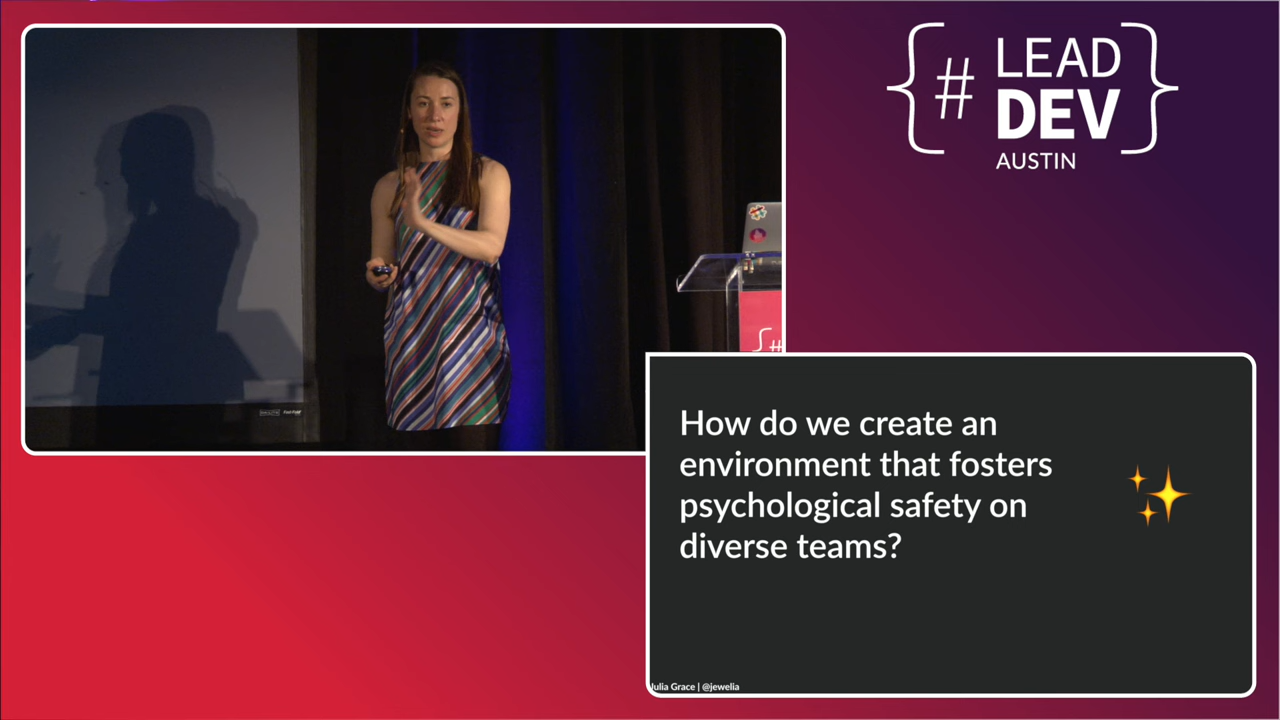 {# LEAD
DEV}
AUSTIN
How do we create an
environment that fosters
psychological safety on
diverse teams?
Julia Grace | @jewelia